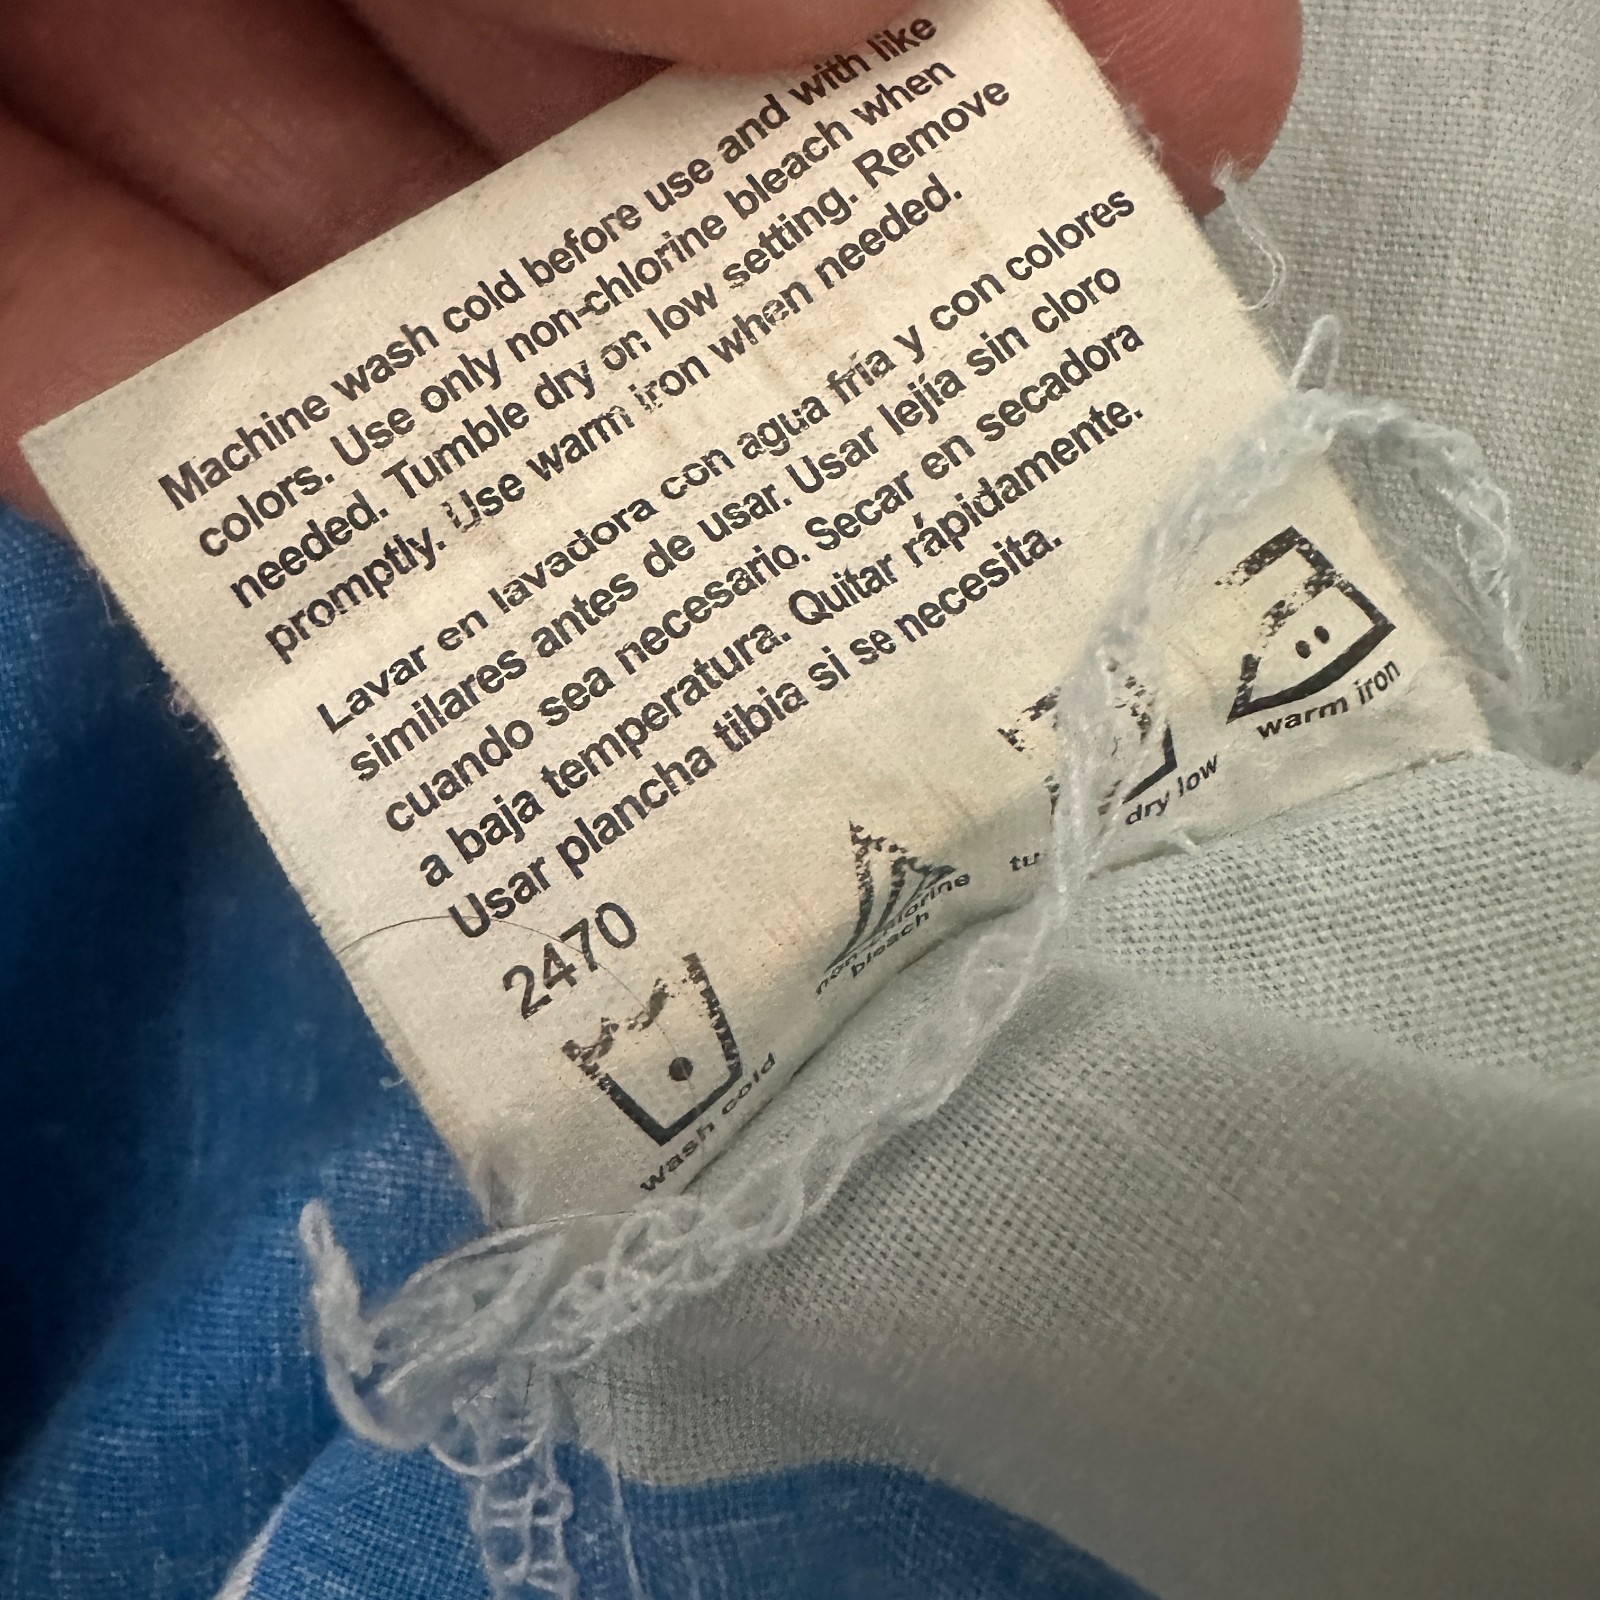 Machine wash cold before use and with like
colors. Use only non-chlorine bleach when
needed. Tumble dry on low setting. Remove
promptly. Use warm iron when needed.
Lavar en lavadora con agua fría y con colores
similares antes de usar. Usar lejía sin cloro
cuando sea necesario. Secar en secadora
a baja temperatura. Quitar rápidamente.
Usar plancha tibia si se necesita.
2470
wash cold
non-chlorine
bleach
dry low
warm iron